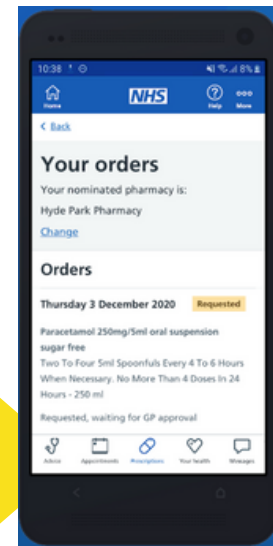 10:38
8%
Home
NHS
Help
More
< Back
Your orders
Your nominated pharmacy is:
Hyde Park Pharmacy
Change
Orders
Thursday 3 December 2020 Requested
Paracetamol 250mg/5ml oral suspension
sugar free
Two To Four 5ml Spoonfuls Every 4 To 6 Hours
When Necessary. No More Than 4 Doses In 24
Hours - 250 ml
Requested, waiting for GP approval
Advice Appointments Prescriptions Your health Messages